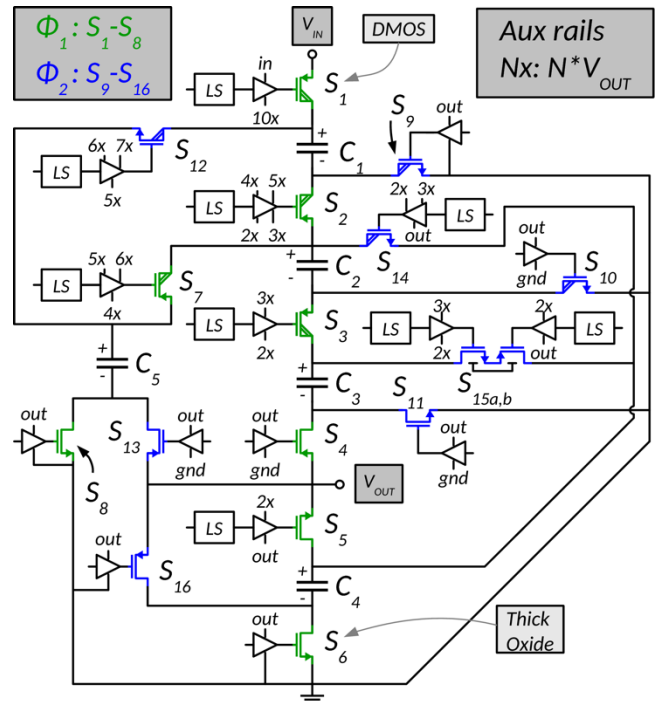 Φ1: S1-S8
Φ2: S9-S16
VIN
DMOS
Aux rails
Nx: N*VOUT
in
LS
S1
10x
S9
out
6x 7x
LS
5x
S12
+
-
C1
4x 5x
LS
2x 3x
S2
2x 3x
LS
out
S14
out
gnd
S10
5x 6x
LS
4x
S7
+
-
C2
3x
LS
2x
S3
LS
3x
2x
2x
LS
out
S15a,b
+
-
C5
+
-
C3
S11
out
gnd
out
S8
S13
out
gnd
out
gnd
S4
VOUT
2x
LS
out
S5
out
S16
+
-
C4
out
S6
Thick
Oxide